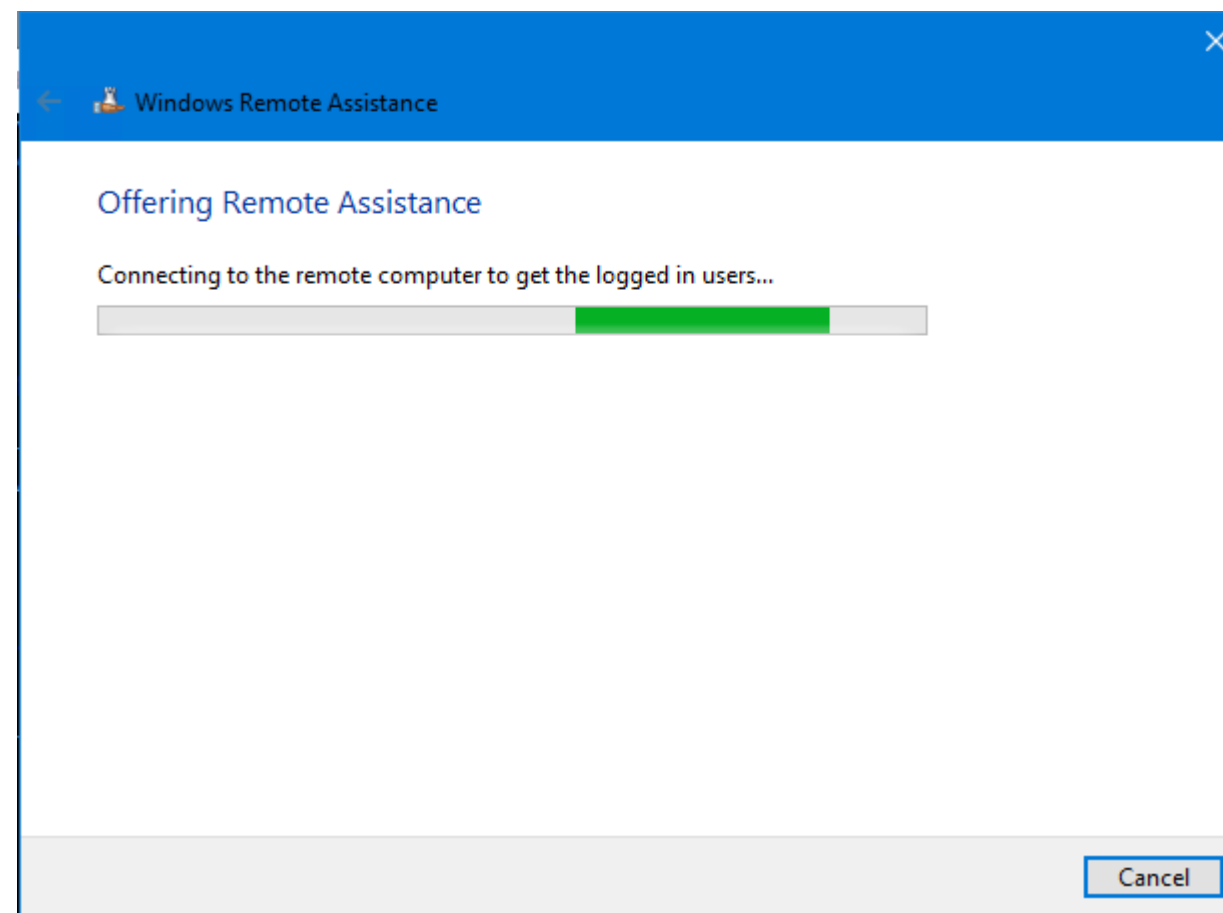 Windows Remote Assistance
Offering Remote Assistance
Connecting to the remote computer to get the logged in users...
Cancel